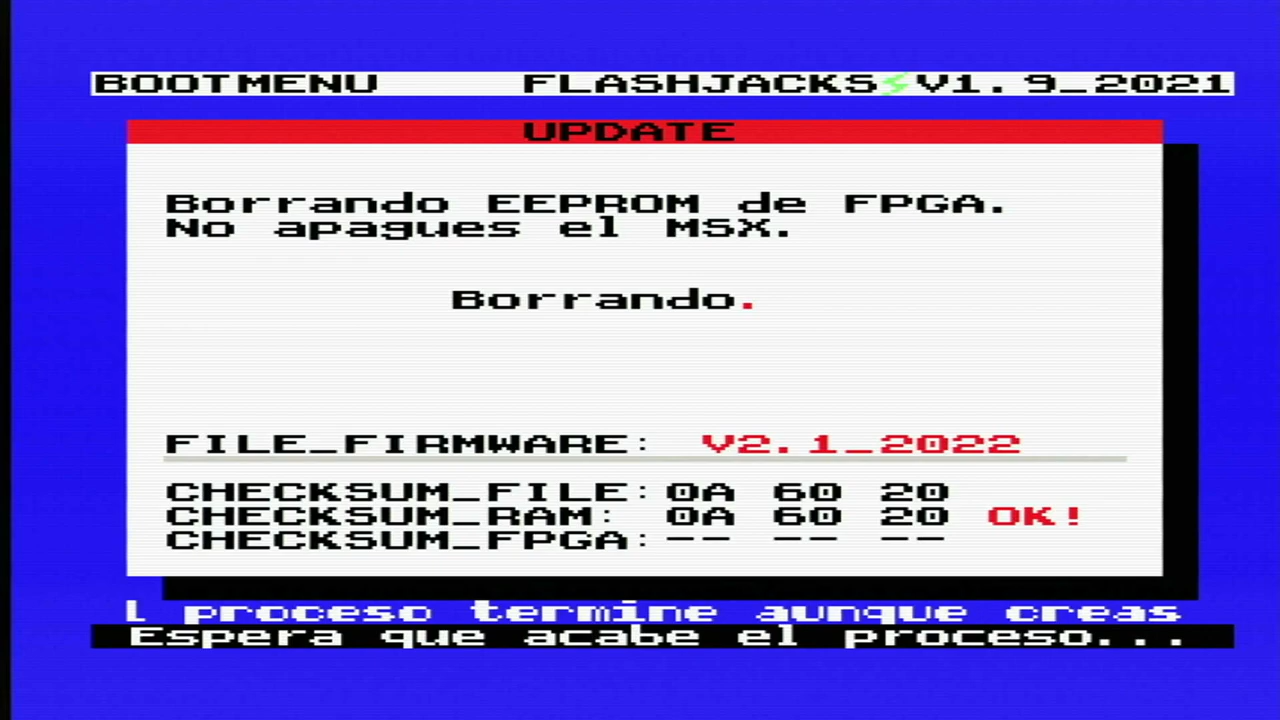 BOOTMENU FLASHJACKS⚡V1.9_2021
UPDATE
Borrando EEPROM de FPGA.
No apagues el MSX.
Borrando.
FILE_FIRMWARE: V2.1_2022
CHECKSUM_FILE:0A 60 20
CHECKSUM_RAM: 0A 60 20 OK!
CHECKSUM_FPGA:-- -- --
l proceso termine aunque creas
Espera que acabe el proceso...